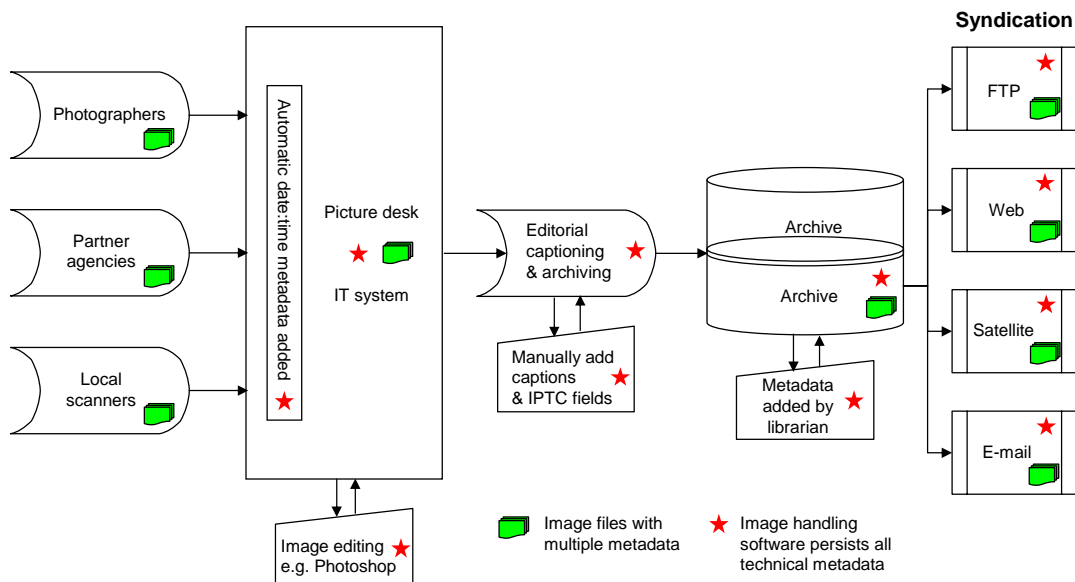 Syndication
Photographers
Partner
agencies
Local
scanners
Automatic date:time metadata added
Picture desk
IT system
Image editing
e.g. Photoshop
Editorial
captioning
& archiving
Manually add
captions
& IPTC fields
Archive
Archive
Metadata
added by
librarian
FTP
Web
Satellite
E-mail
Image files with
multiple metadata
Image handling
software persists all
technical metadata